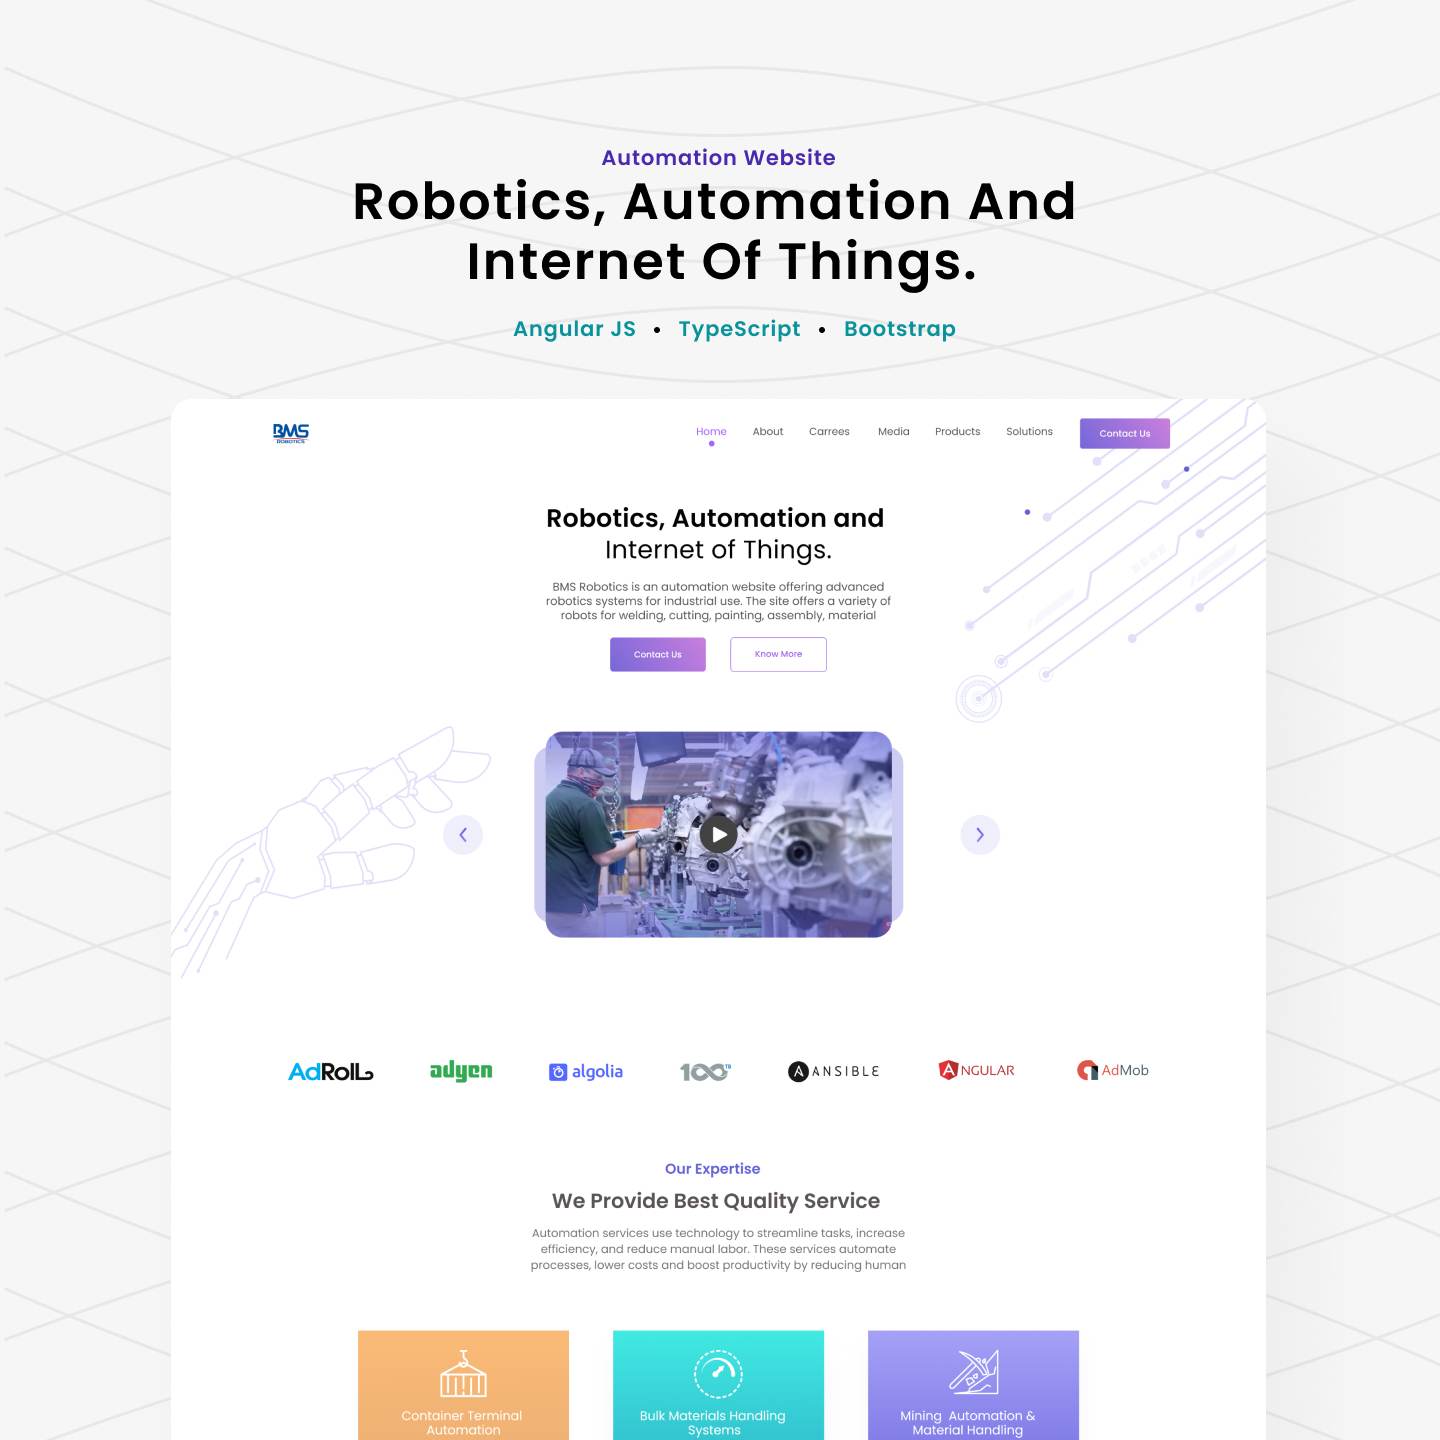 Automation Website
Robotics, Automation And
Internet Of Things.
Angular JS • TypeScript • Bootstrap
BMS
ROBOTICS
Home About Carrees Media Products Solutions Contact Us
Robotics, Automation and
Internet of Things.
BMS Robotics is an automation website offering advanced
robotics systems for industrial use. The site offers a variety of
robots for welding, cutting, painting, assembly, material
Contact Us Know More
AdRoll adyen algolia 100TB ANSIBLE ANGULAR AdMob
Our Expertise
We Provide Best Quality Service
Automation services use technology to streamline tasks, increase
efficiency, and reduce manual labor. These services automate
processes, lower costs and boost productivity by reducing human
Container Terminal
Automation
Bulk Materials Handling
Systems
Mining Automation &
Material Handling